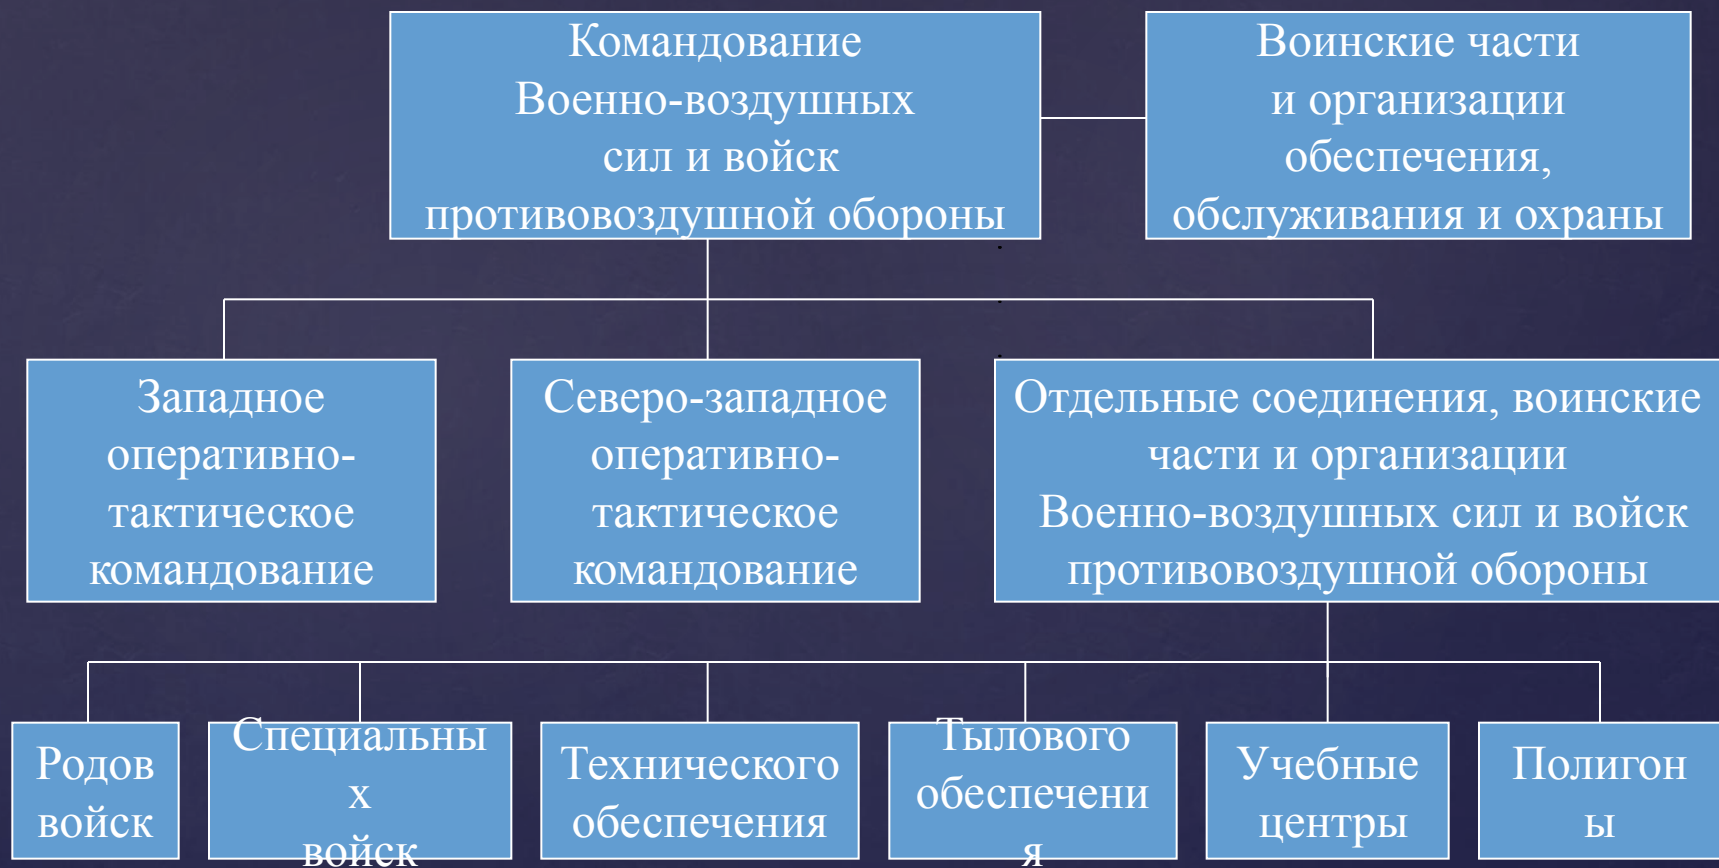 Командование
Военно-воздушных
сил и войск
противовоздушной обороны
Воинские части
и организации
обеспечения,
обслуживания и охраны
Западное
оперативно-
тактическое
командование
Северо-западное
оперативно-
тактическое
командование
Отдельные соединения, воинские
части и организации
Военно-воздушных сил и войск
противовоздушной обороны
Родов
войск
Специальны
х
войск
Технического
обеспечения
Тылового
обеспечени
я
Учебные
центры
Полигон
ы